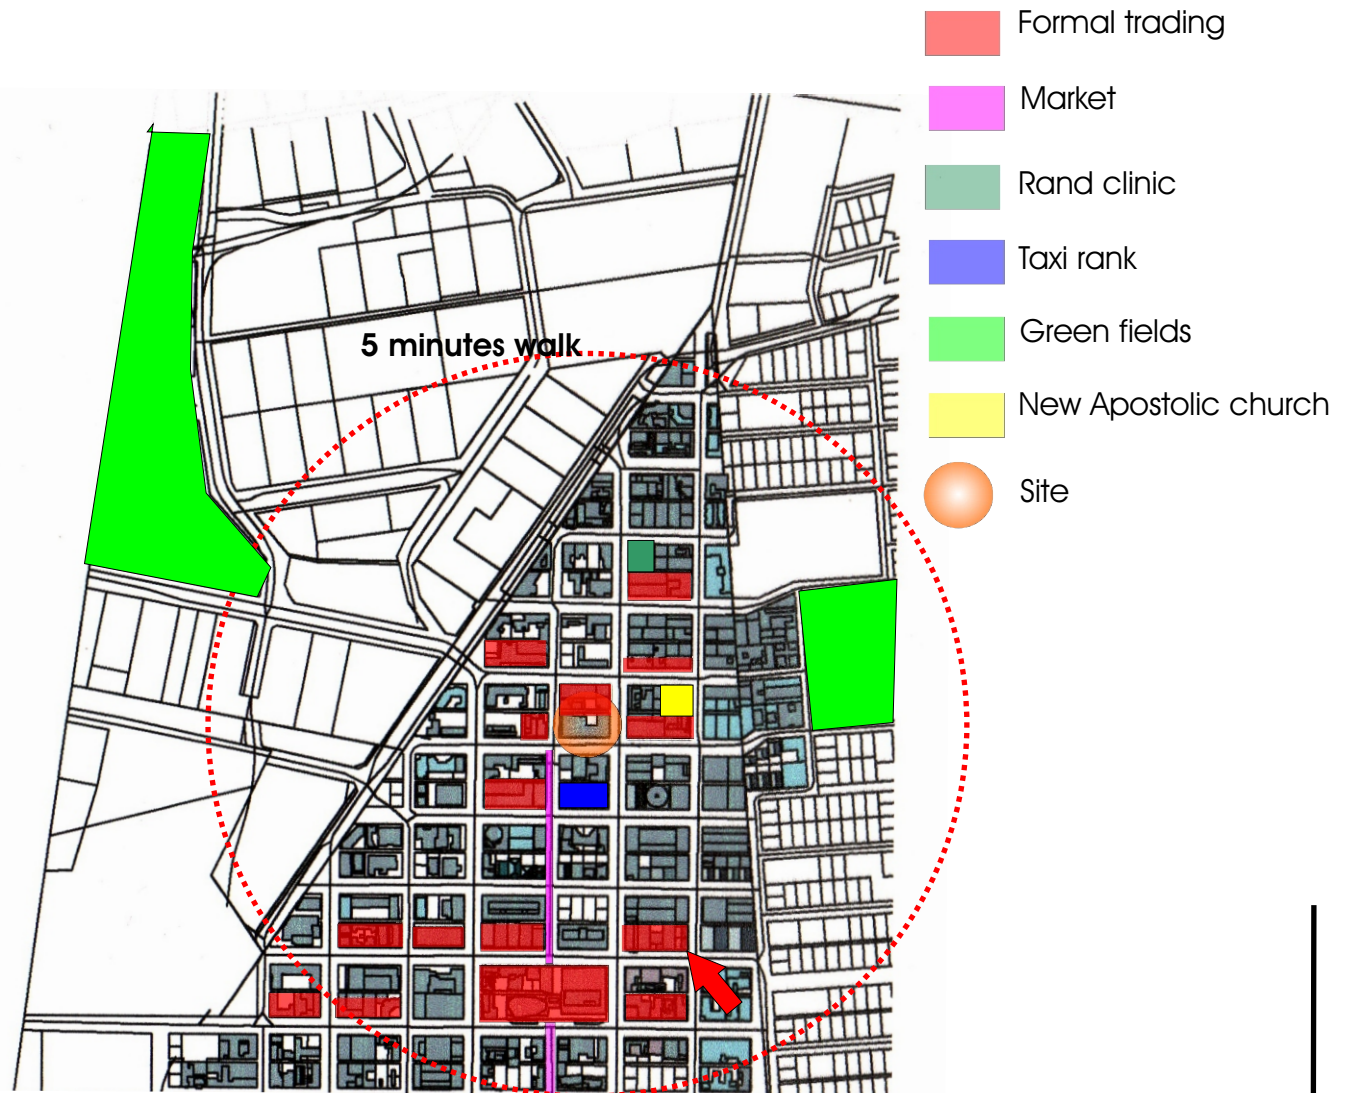 Formal trading
Market
Rand clinic
Taxi rank
Green fields
5 minutes walk
New Apostolic church
Site